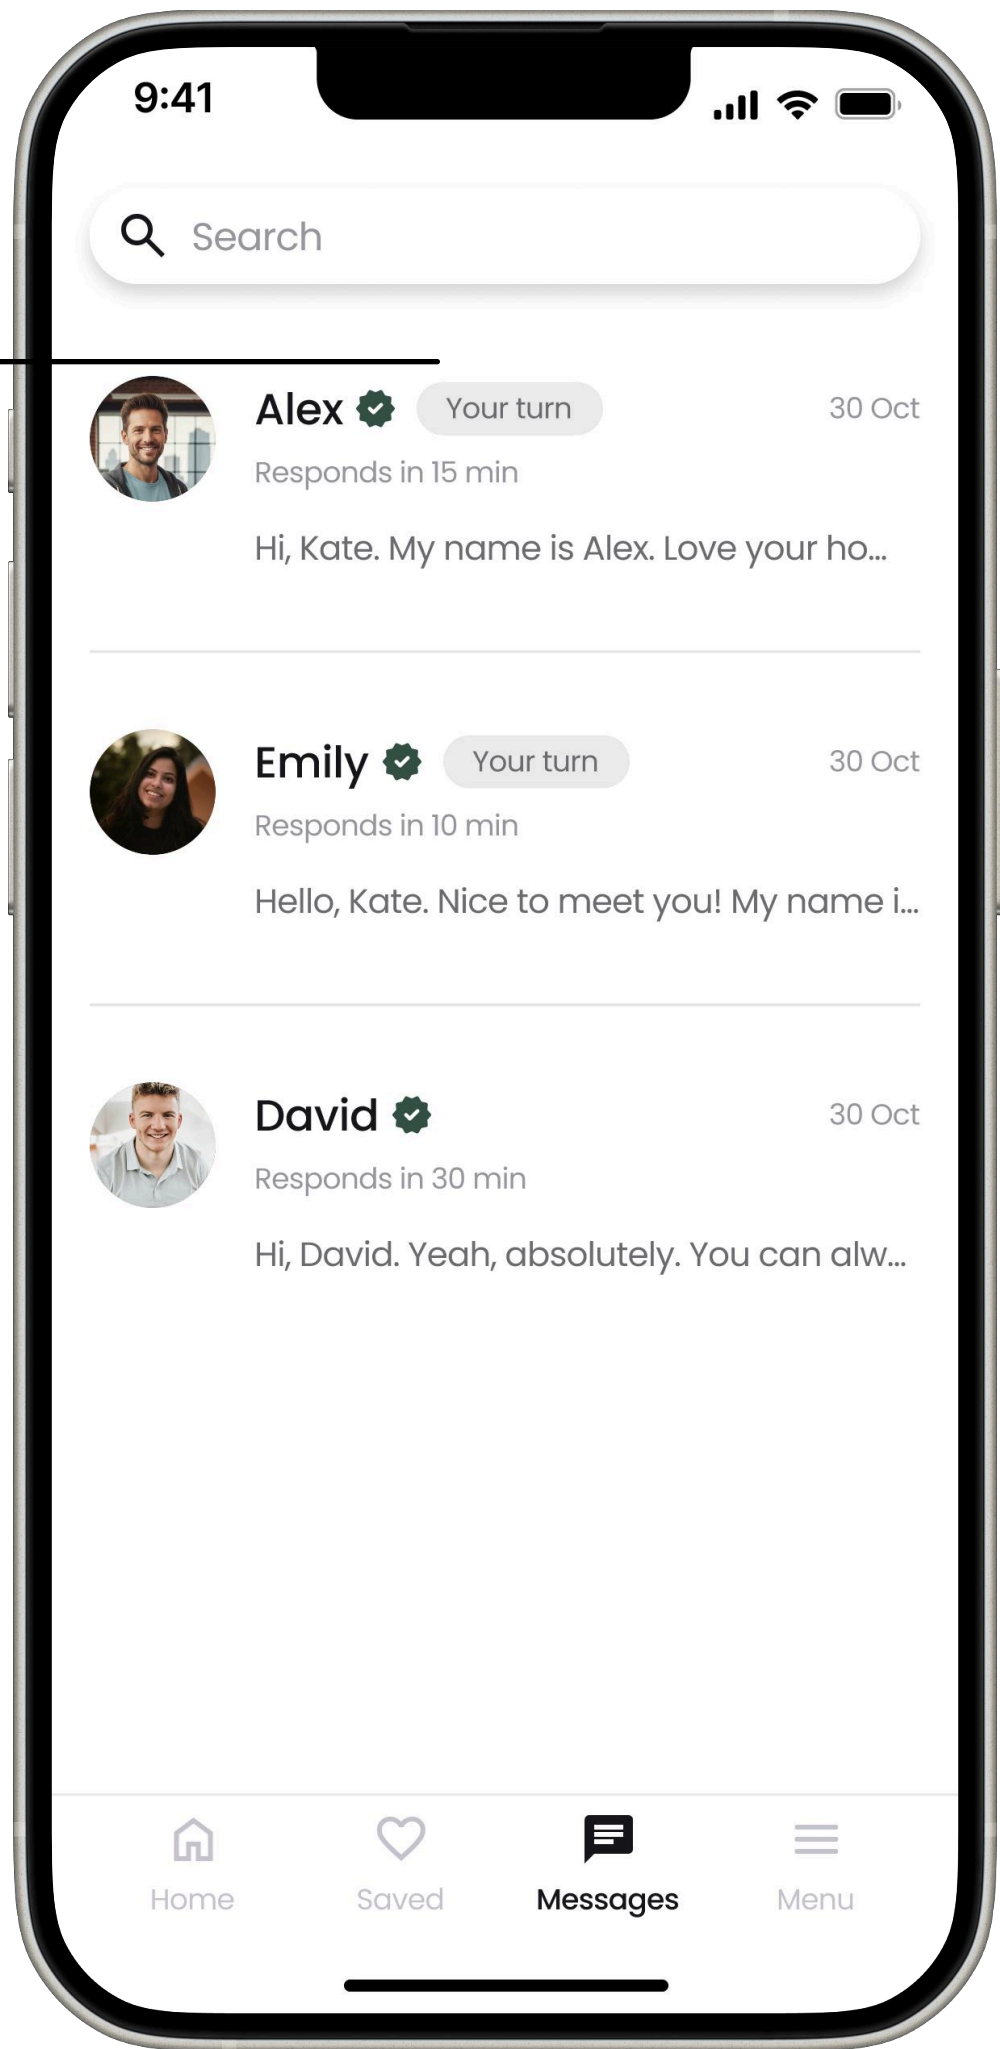 9:41
Search
Alex Your turn 30 Oct
Responds in 15 min
Hi, Kate. My name is Alex. Love your ho...
Emily Your turn 30 Oct
Responds in 10 min
Hello, Kate. Nice to meet you! My name i...
David 30 Oct
Responds in 30 min
Hi, David. Yeah, absolutely. You can alw...
Home Saved Messages Menu